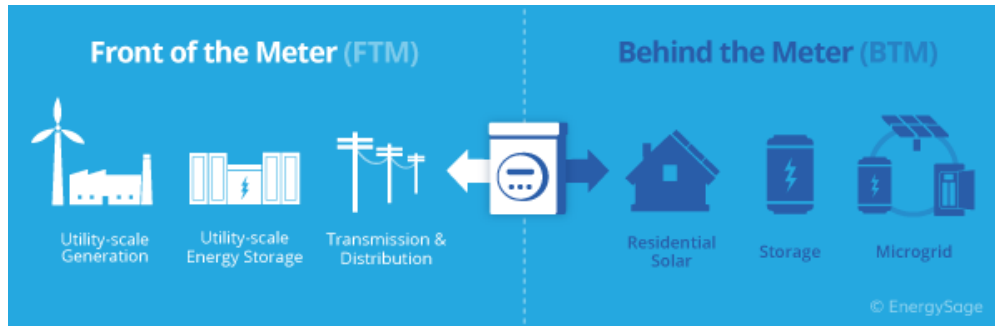 Front of the Meter (FTM)
Behind the Meter (BTM)
Utility-scale
Generation
Utility-scale
Energy Storage
Transmission &
Distribution
Residential
Solar
Storage
Microgrid
© EnergySage